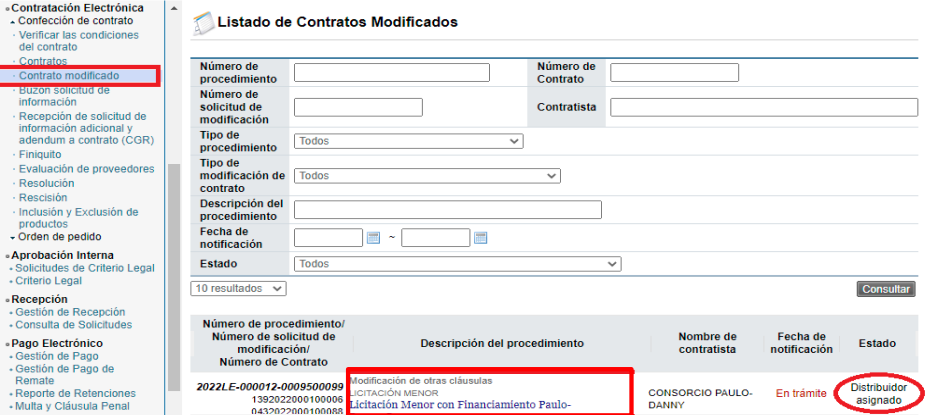 Contratación Electrónica
Confección de contrato
Verificar las condiciones
del contrato
Contratos
Contrato modificado
Buzón solicitud de
información
Recepción de solicitud de
información adicional y
adendum a contrato (CGR)
Finiquito
Evaluación de proveedores
Resolución
Rescisión
Inclusión y Exclusión de
productos
Orden de pedido
Aprobación Interna
Solicitudes de Criterio Legal
Criterio Legal
Recepción
Gestión de Recepción
Consulta de Solicitudes
Pago Electrónico
Gestión de Pago
Gestión de Pago de
Remate
Reporte de Retenciones
Multa y Cláusula Penal
Listado de Contratos Modificados
Número de
procedimiento
Número de
Contrato
Número de
solicitud de
modificación
Contratista
Tipo de
procedimiento
Todos
Tipo de
modificación de
contrato
Todos
Descripción del
procedimiento
Fecha de
notificación
~
Estado
Todos
10 resultados
Consultar
Número de procedimiento/
Número de solicitud de
modificación/
Número de Contrato
Descripción del procedimiento
Nombre de
contratista
Fecha de
notificación
Estado
2022LE-000012-0009500099
1392022000100006
0432022000100088
Modificación de otras cláusulas
LICITACIÓN MENOR
Licitación Menor con Financiamiento Paulo-
CONSORCIO PAULO-
DANNY
En trámite
Distribuidor
asignado